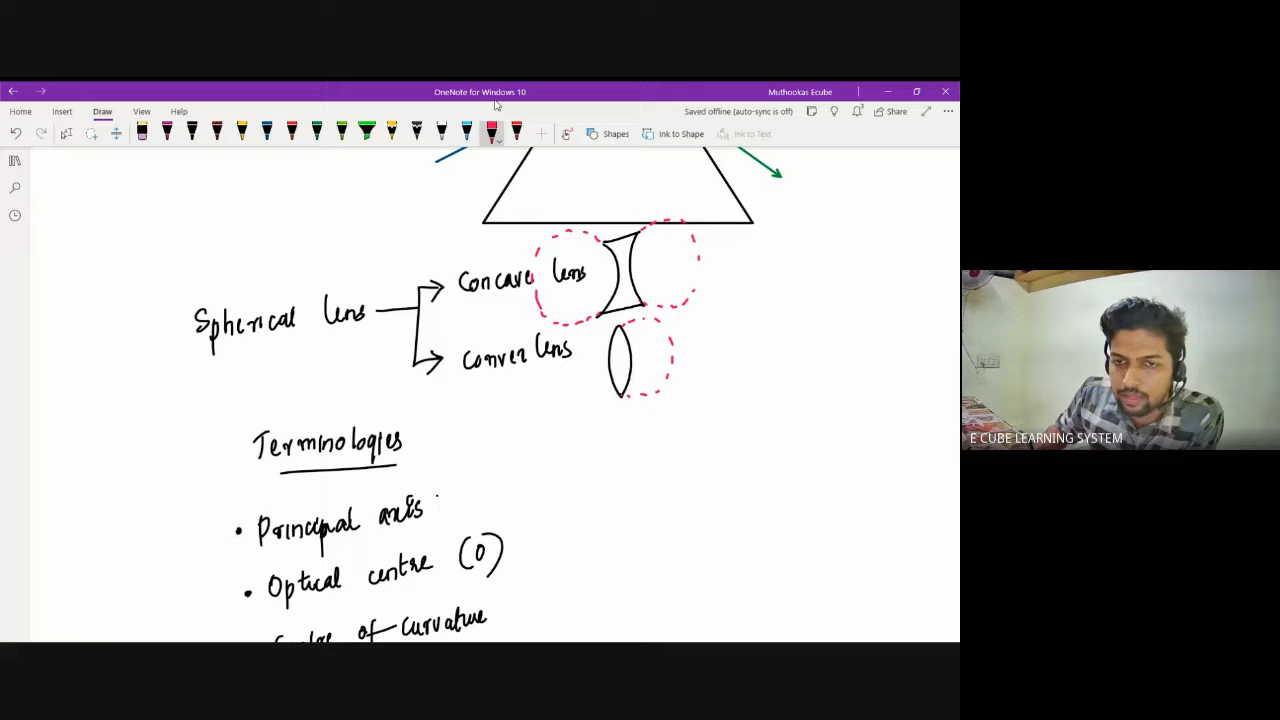 OneNote for Windows 10
Muthookas Ecube
Home Insert Draw View Help
Saved offline (auto-sync is off)
Share
Shapes
Ink to Shape
Ink to Text
Concave lens
Spherical lens
Convex lens
Terminologies
• Principal axis
• Optical centre (O)
Centre of curvature
E CUBE LEARNING SYSTEM